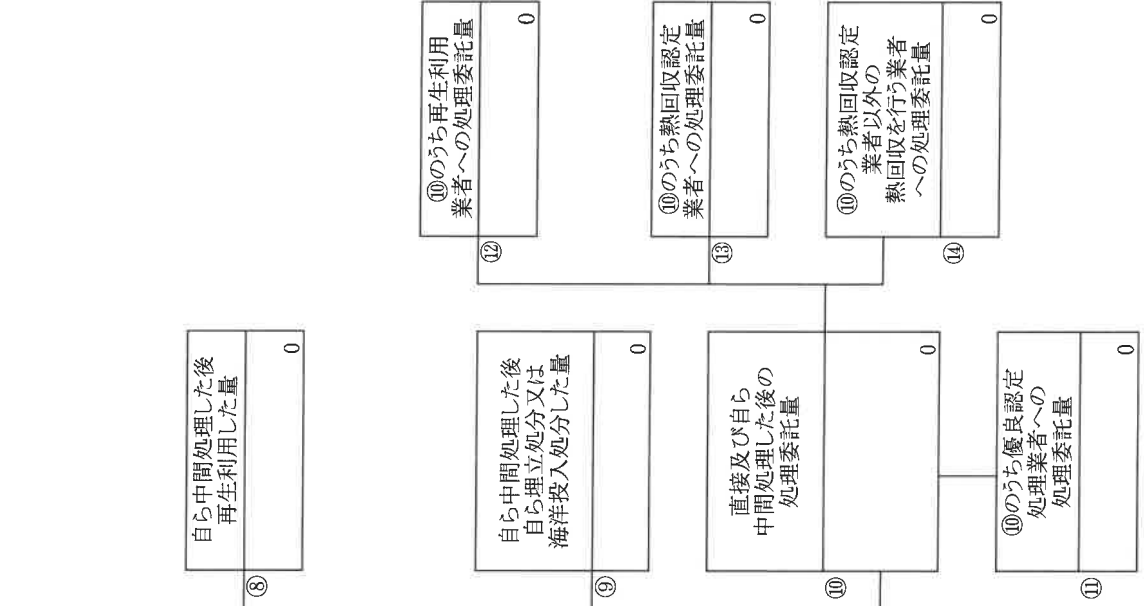 ⑧
自ら中間処理した後
再生利用した量
0
⑨
自ら中間処理した後
自ら埋立処分又は
海洋投入処分した量
0
⑩
直接及び自ら
中間処理した後の
処理委託量
0
⑪
⑩のうち優良認定
処理業者への
処理委託量
0
⑫
⑩のうち再生利用
業者への処理委託量
0
⑬
⑩のうち熱回収認定
業者への処理委託量
0
⑭
⑩のうち熱回収認定
業者以外の
熱回収を行う業者
への処理委託量
0